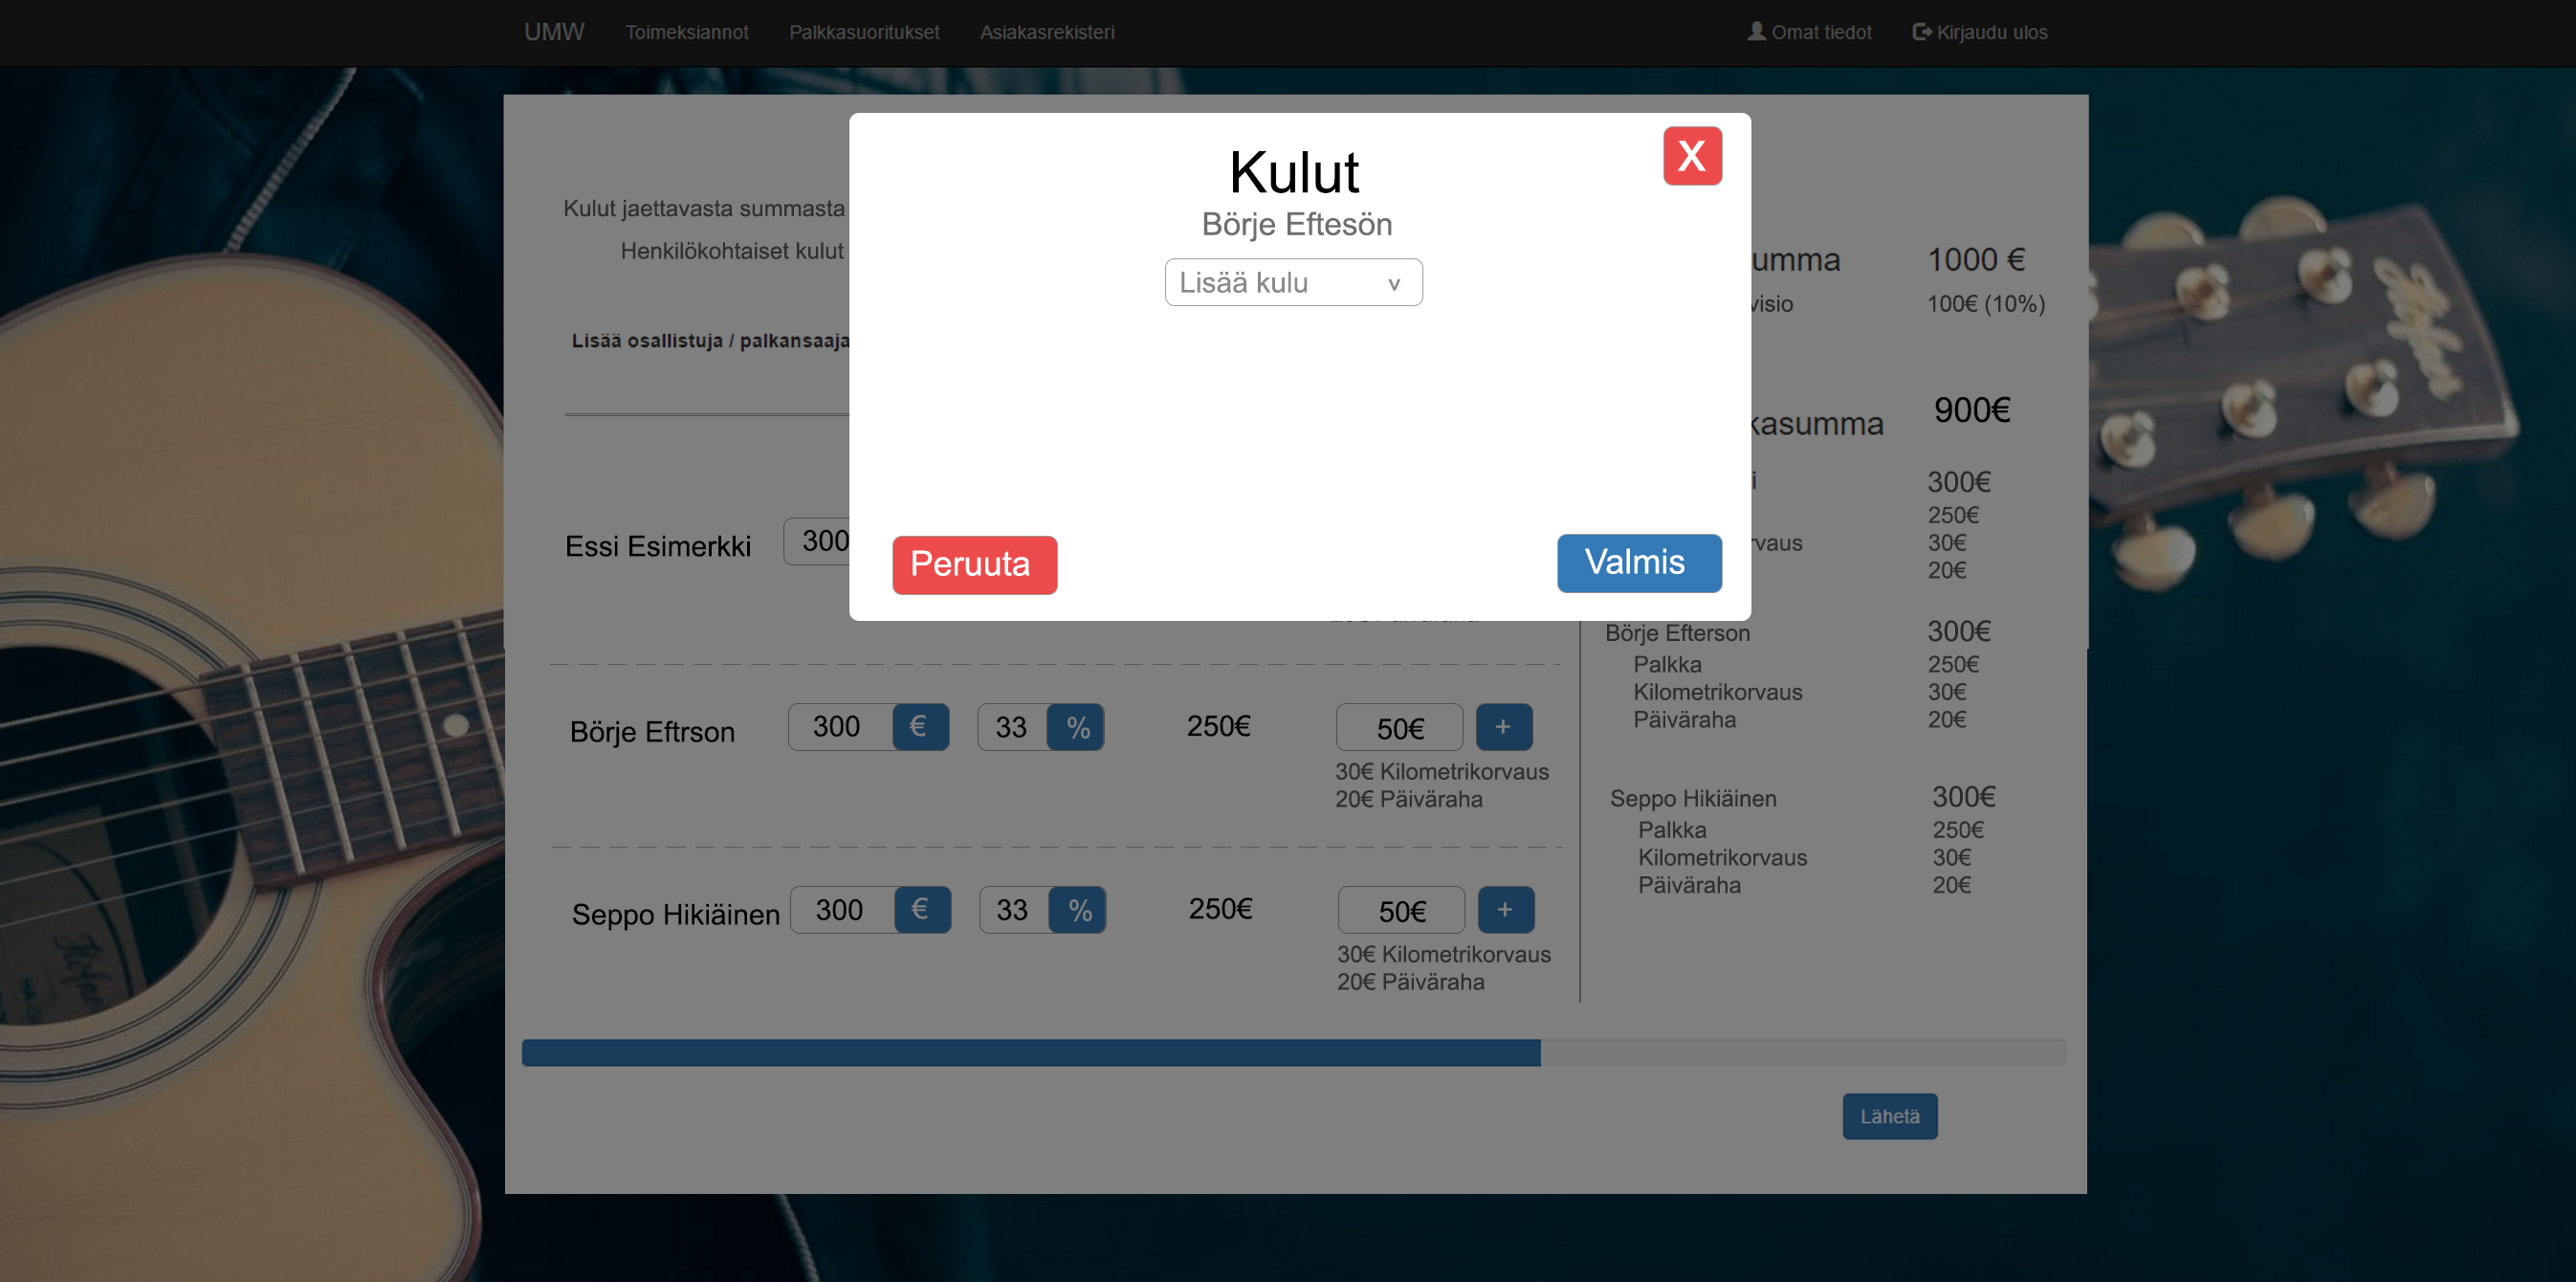 UMW Toimeksiannot Palkkasuoritukset Asiakasrekisteri Omat tiedot Kirjaudu ulos
Kulut
X
Börje Eftesön
Lisää kulu v
Peruuta
Valmis
Kulut jaettavasta summasta
Henkilökohtaiset kulut
Lisää osallistuja / palkansaaja
Essi Esimerkki 300
Börje Eftrson 300 € 33 % 250€ 50€ +
30€ Kilometrikorvaus
20€ Päiväraha
Seppo Hikiäinen 300 € 33 % 250€ 50€ +
30€ Kilometrikorvaus
20€ Päiväraha
umma 1000 €
visio 100€ (10%)
kasumma 900€
i 300€
250€
rvaus 30€
20€
Börje Efterson 300€
Palkka 250€
Kilometrikorvaus 30€
Päiväraha 20€
Seppo Hikiäinen 300€
Palkka 250€
Kilometrikorvaus 30€
Päiväraha 20€
Lähetä